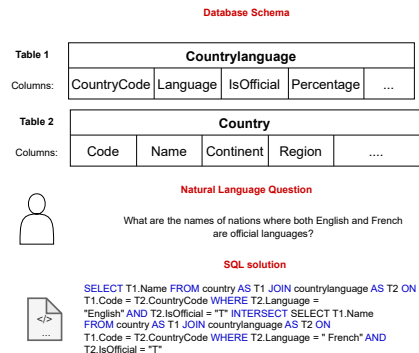 Database Schema
Table 1
Countrylanguage
Columns:
CountryCode Language IsOfficial Percentage ...
Table 2
Country
Columns:
Code Name Continent Region ....
Natural Language Question
What are the names of nations where both English and French
are official languages?
SQL solution
SELECT T1.Name FROM country AS T1 JOIN countrylanguage AS T2 ON
T1.Code = T2.CountryCode WHERE T2.Language =
"English" AND T2.IsOfficial = "T" INTERSECT SELECT T1.Name
FROM country AS T1 JOIN countrylanguage AS T2 ON
T1.Code = T2.CountryCode WHERE T2.Language = " French" AND
T2.IsOfficial = "T"
</>
...